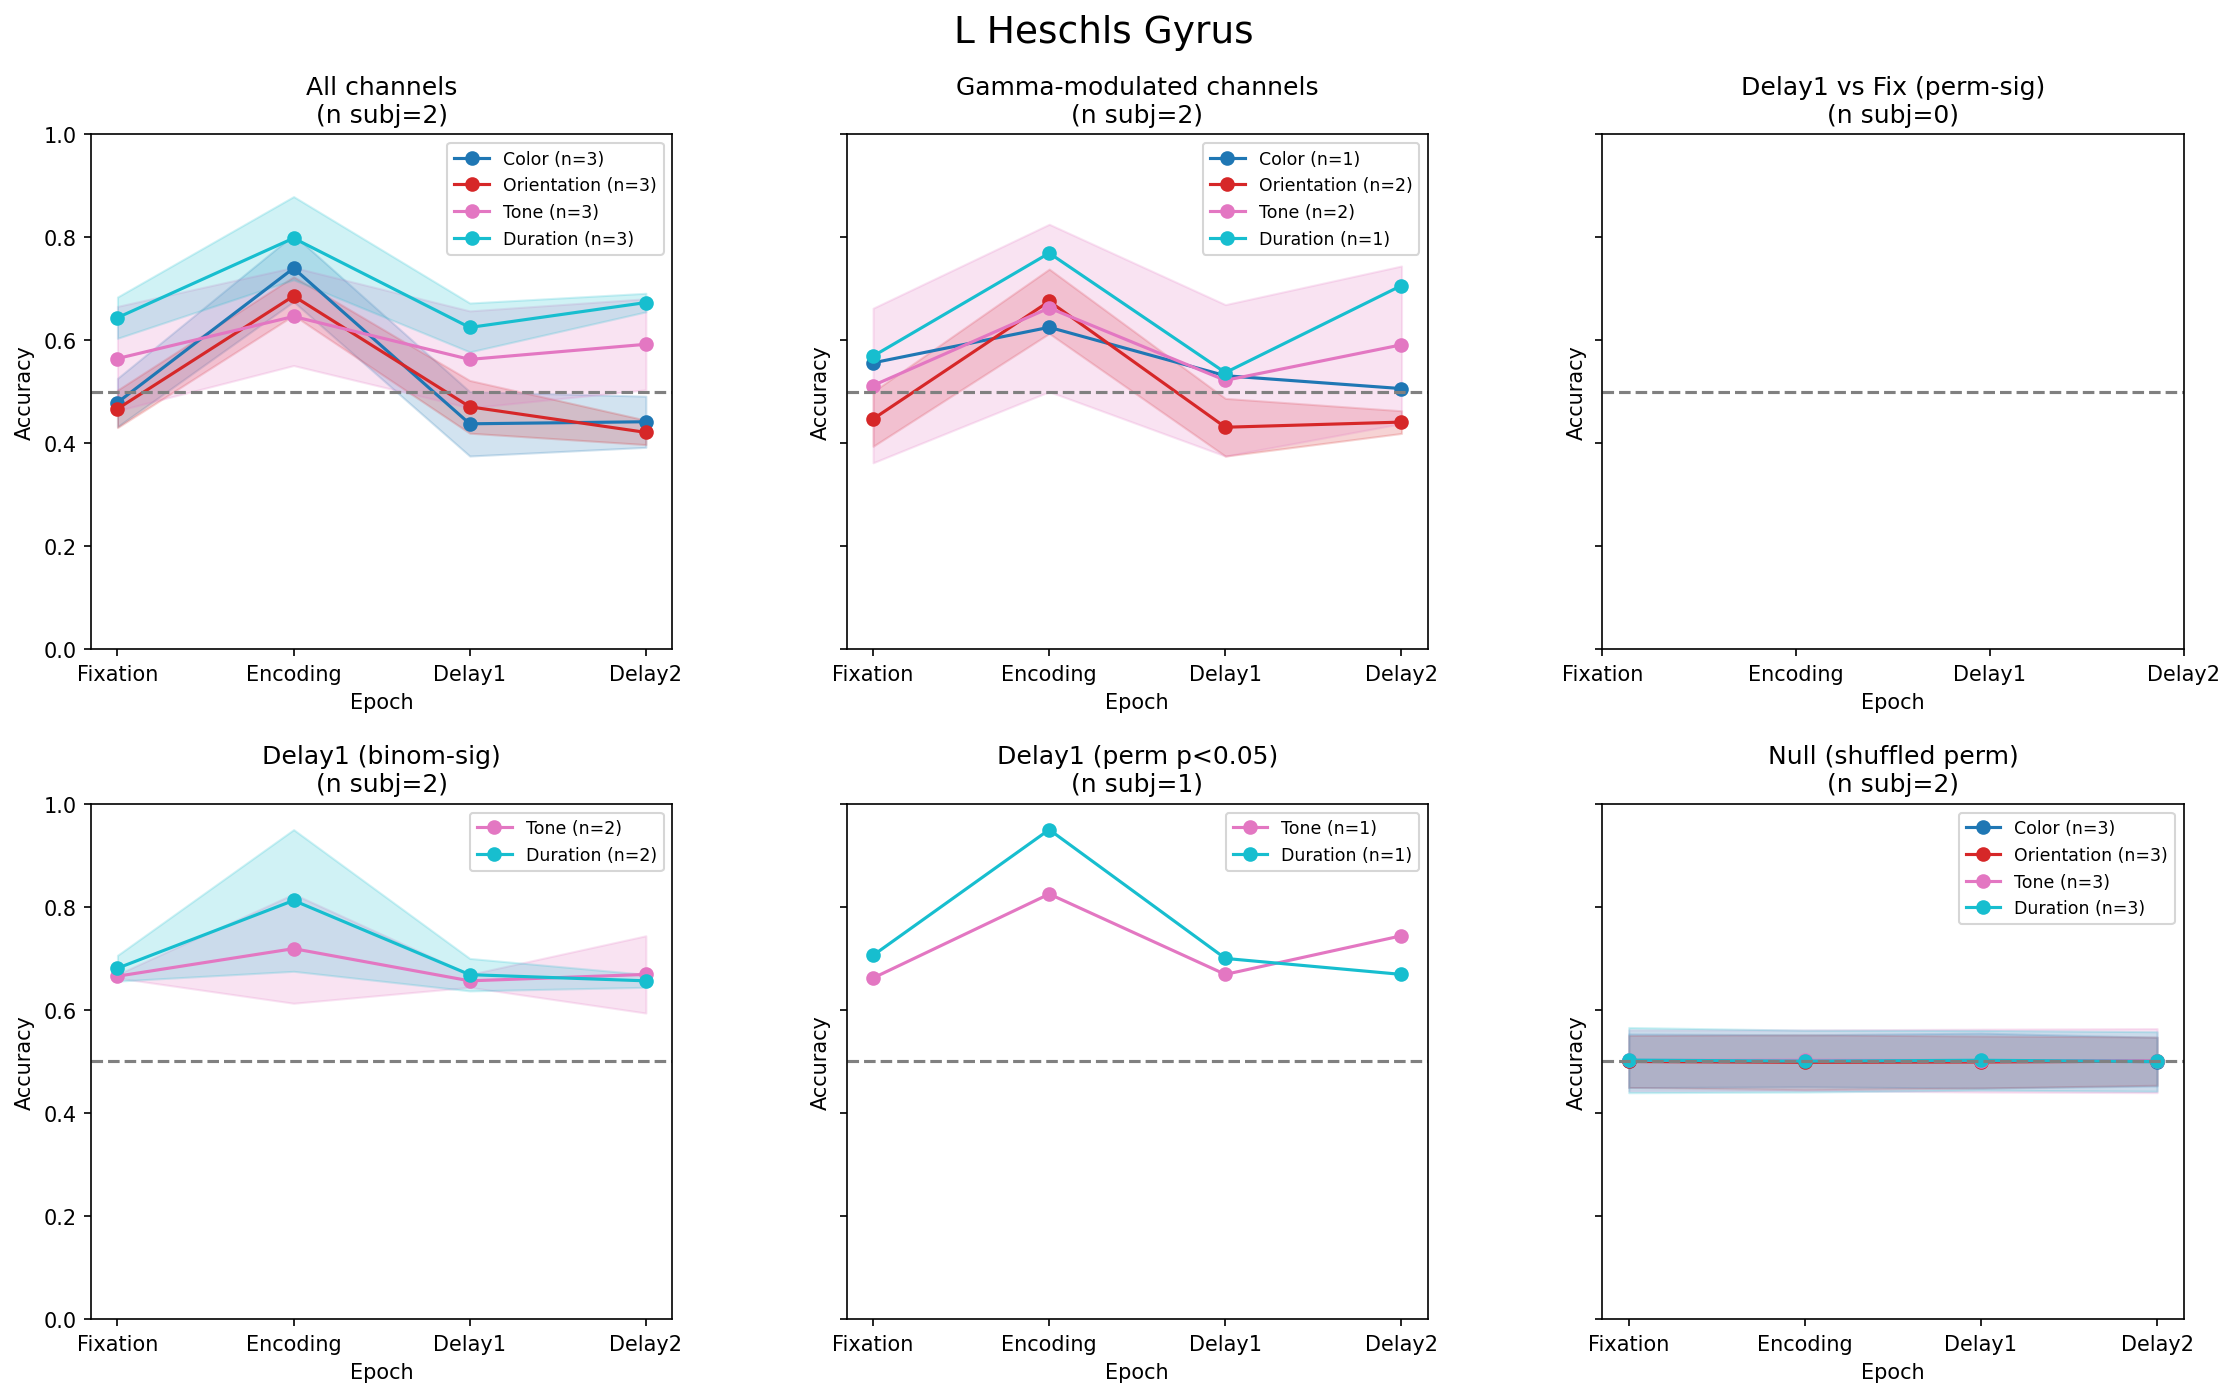 L Heschls Gyrus
All channels
(n subj=2)
1.0
0.8
0.6
0.4
0.2
0.0
Accuracy
Color (n=3)
Orientation (n=3)
Tone (n=3)
Duration (n=3)
Fixation
Encoding
Delay1
Delay2
Epoch
Gamma-modulated channels
(n subj=2)
Accuracy
Color (n=1)
Orientation (n=2)
Tone (n=2)
Duration (n=1)
Fixation
Encoding
Delay1
Delay2
Epoch
Delay1 vs Fix (perm-sig)
(n subj=0)
Accuracy
Fixation
Encoding
Delay1
Delay2
Epoch
Delay1 (binom-sig)
(n subj=2)
1.0
0.8
0.6
0.4
0.2
0.0
Accuracy
Tone (n=2)
Duration (n=2)
Fixation
Encoding
Delay1
Delay2
Epoch
Delay1 (perm p<0.05)
(n subj=1)
Accuracy
Tone (n=1)
Duration (n=1)
Fixation
Encoding
Delay1
Delay2
Epoch
Null (shuffled perm)
(n subj=2)
Accuracy
Color (n=3)
Orientation (n=3)
Tone (n=3)
Duration (n=3)
Fixation
Encoding
Delay1
Delay2
Epoch